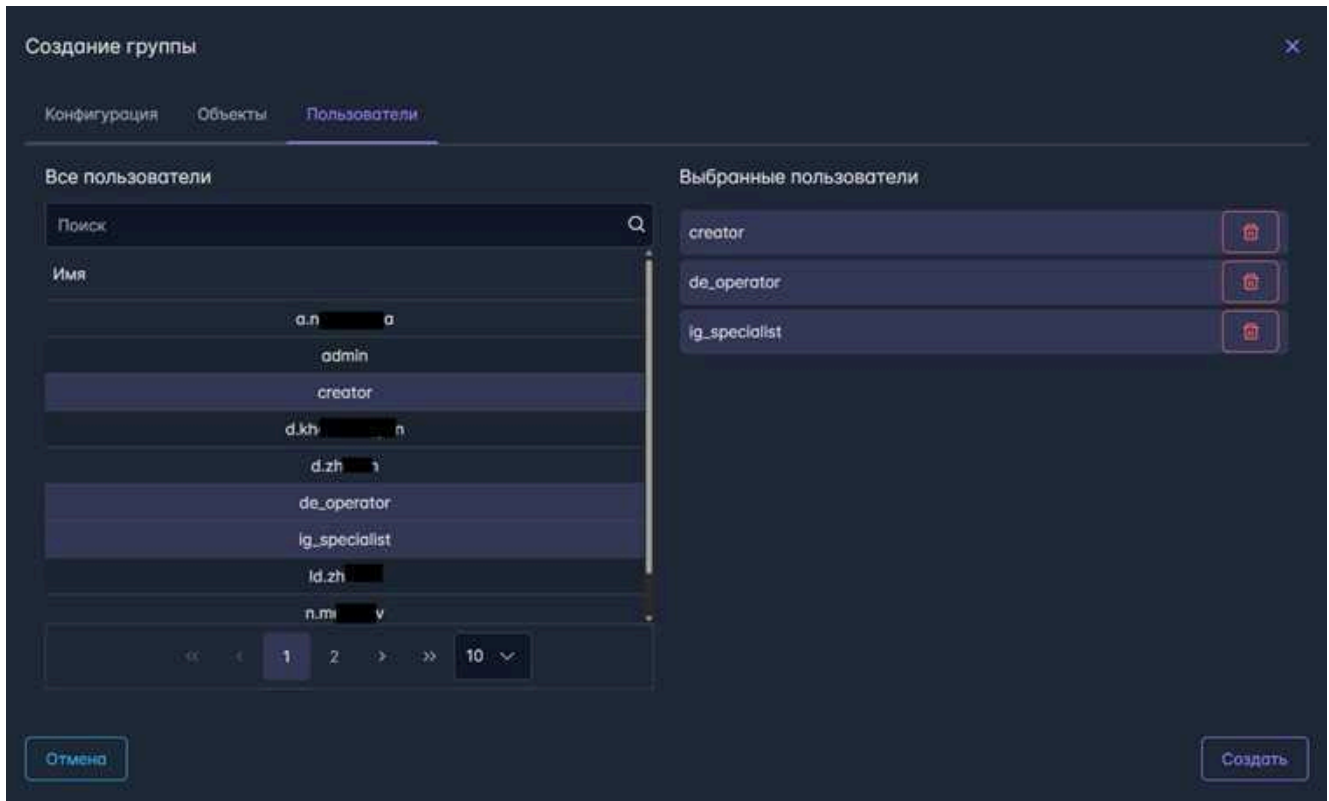 Создание группы
Конфигурация Объекты Пользователи
Все пользователи
Поиск
Имя
admin
creator
de_operator
ig_specialist
1 2 > >> 10
Выбранные пользователи
creator
de_operator
ig_specialist
Отмена
Создать